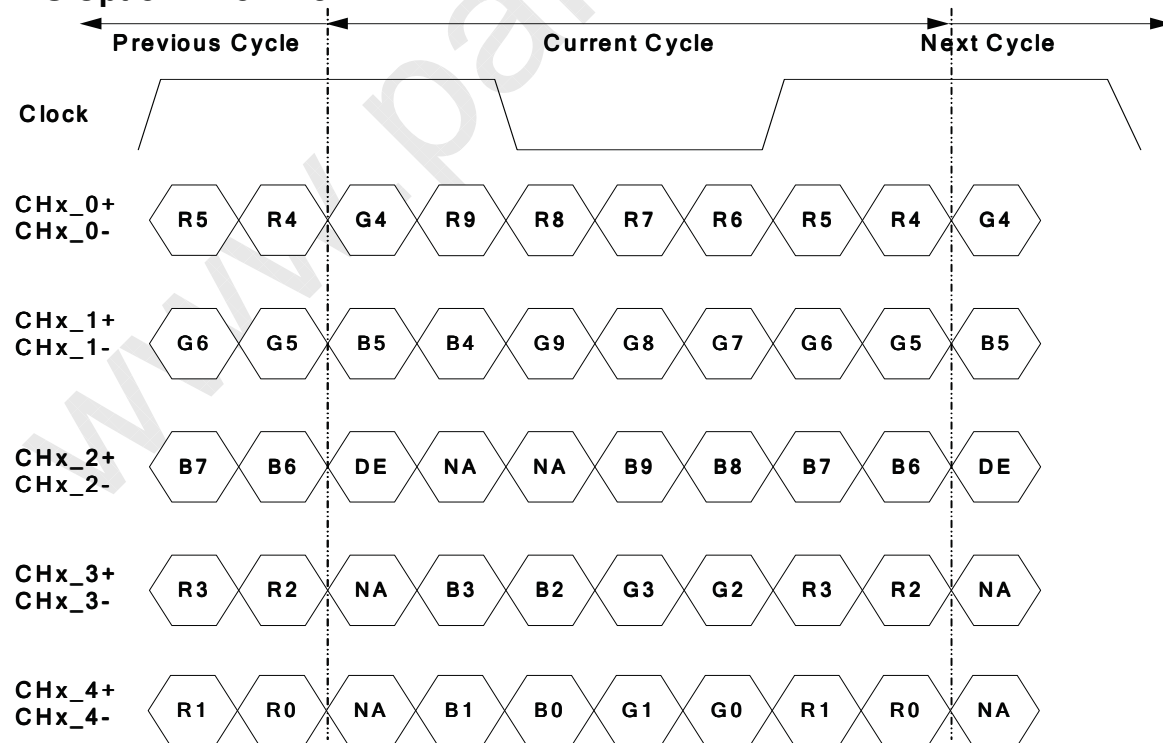 Previous Cycle Current Cycle Next Cycle
Clock
CHx_0+
CHx_0-
R5 R4 G4 R9 R8 R7 R6 R5 R4 G4
CHx_1+
CHx_1-
G6 G5 B5 B4 G9 G8 G7 G6 G5 B5
CHx_2+
CHx_2-
B7 B6 DE NA NA B9 B8 B7 B6 DE
CHx_3+
CHx_3-
R3 R2 NA B3 B2 G3 G2 R3 R2 NA
CHx_4+
CHx_4-
R1 R0 NA B1 B0 G1 G0 R1 R0 NA
www.pa